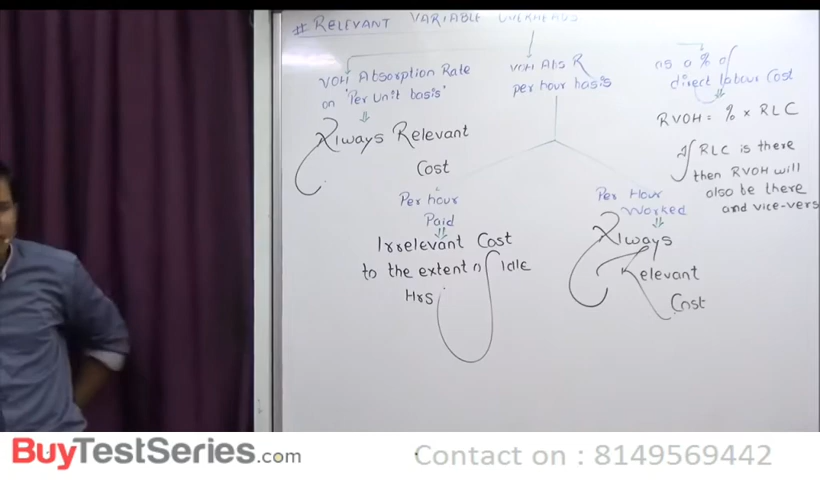 # RELEVANT VARIABLE OVERHEADS
VOH Absorption Rate
on 'Per Unit basis'
Always Relevant
Cost
VOH Abs R
per hour basis
Per hour
Paid
Irrelevant Cost
to the extent of Idle
Hrs
Per Hour
Worked
Always
Relevant
Cost
as a % of
direct labour Cost
RVOH = % x RLC
If RLC is there
then RVOH will
also be there
and vice-vers
BuyTestSeries.com
Contact on : 8149569442